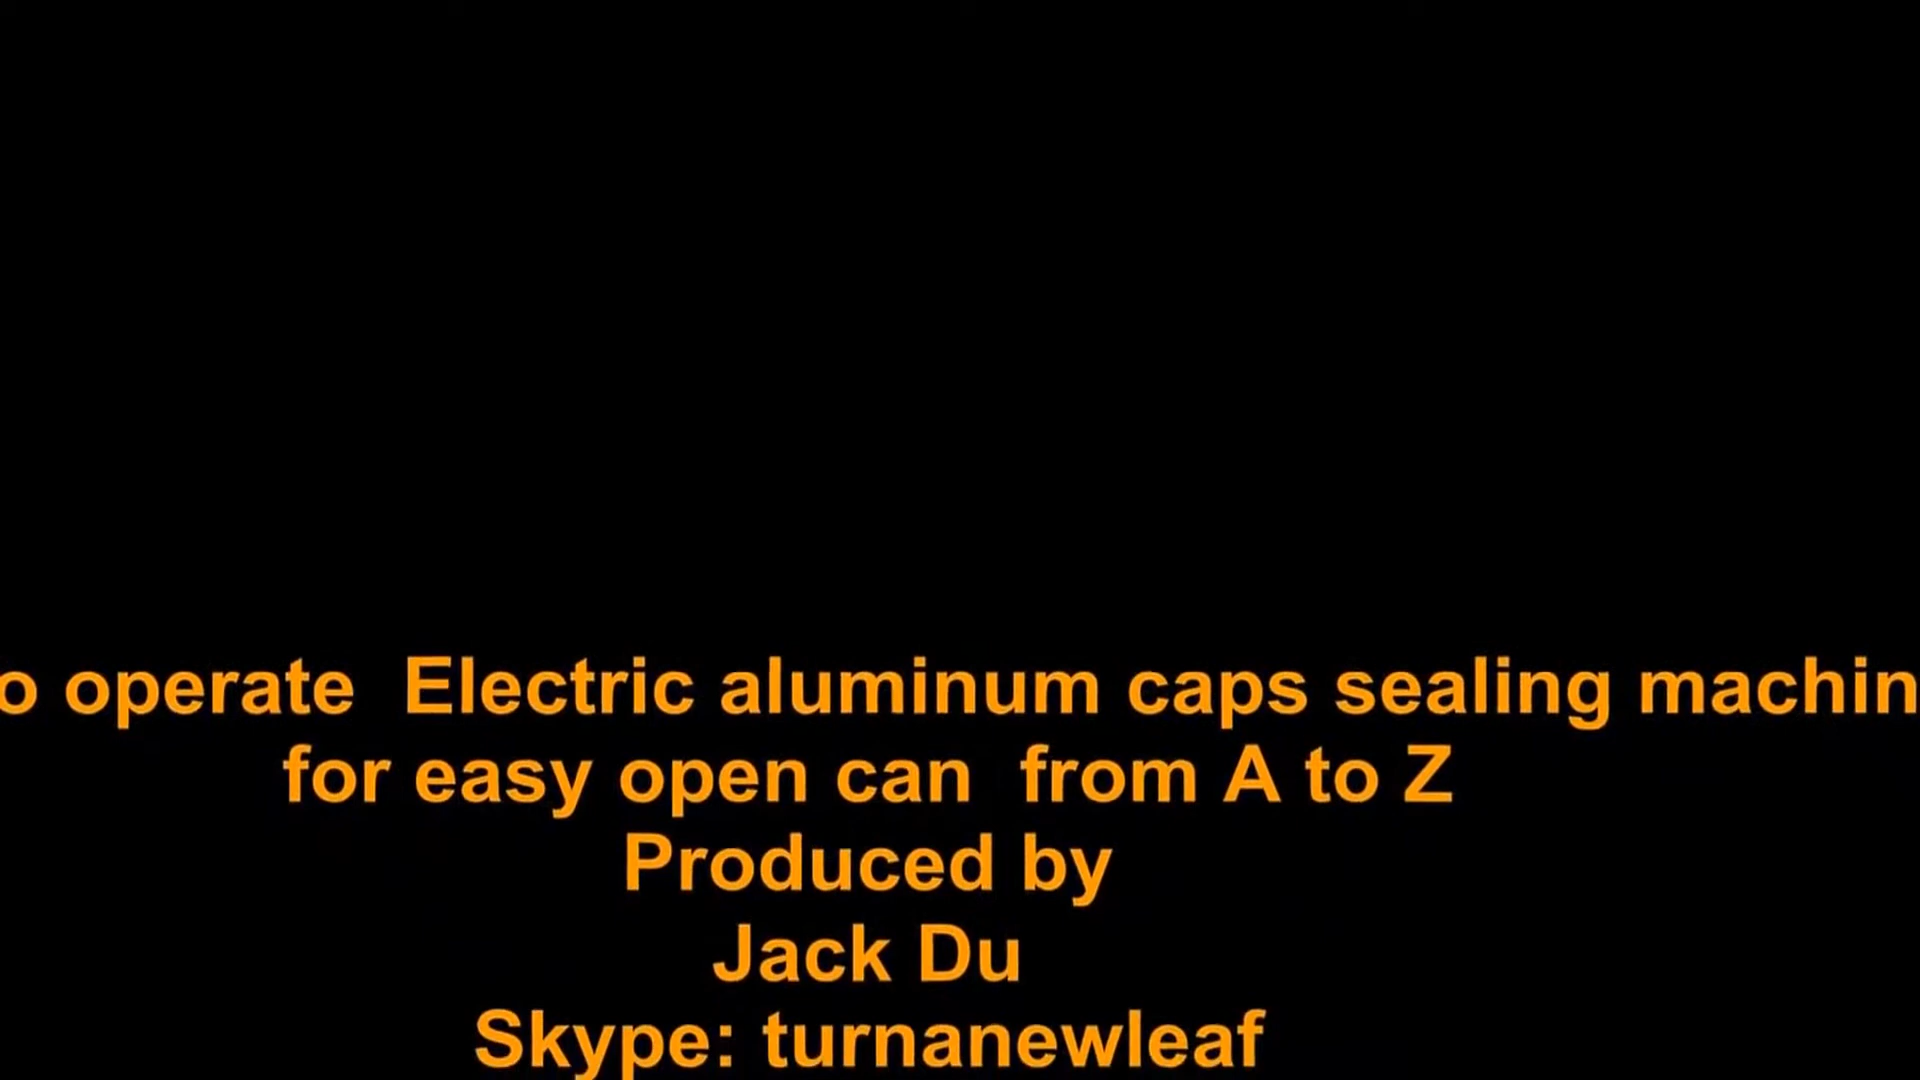 o operate  Electric aluminum caps sealing machin
for easy open can  from A to Z
Produced by
Jack Du
Skype: turnanewleaf